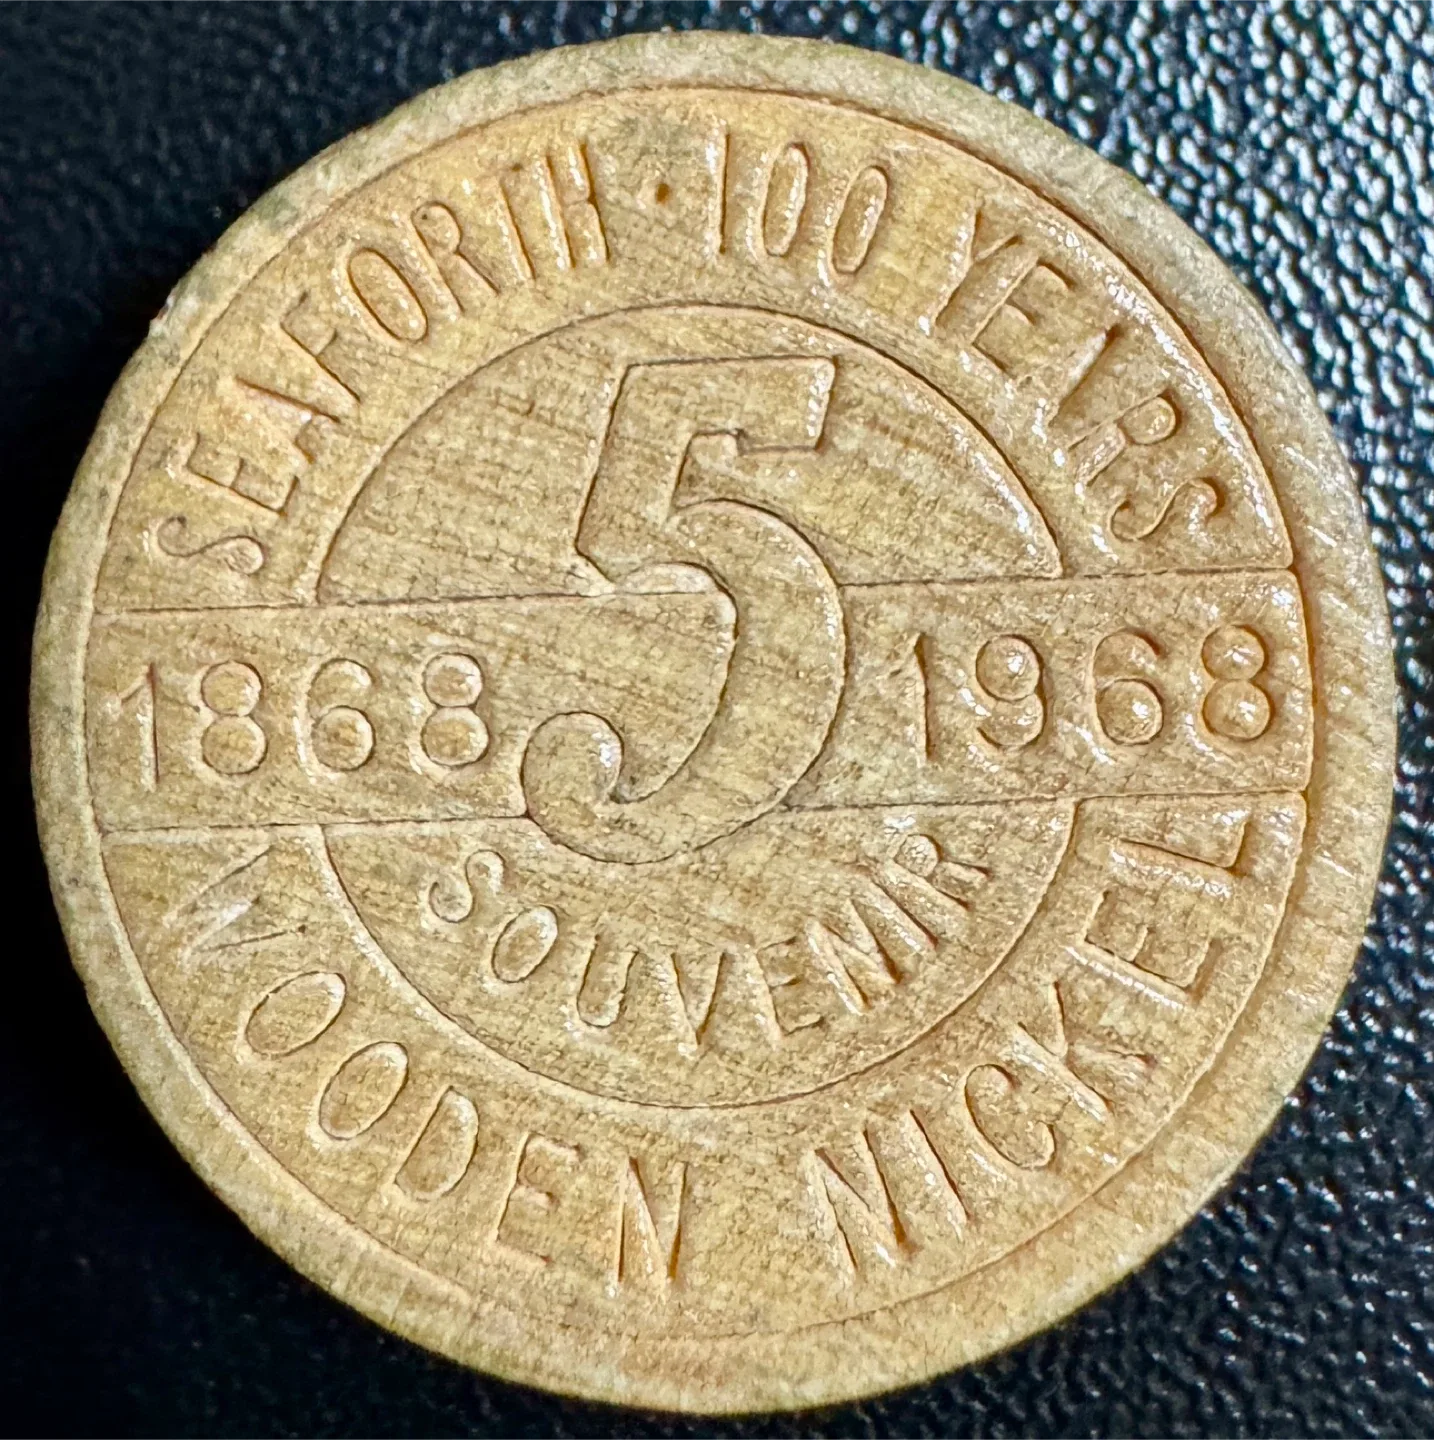 SEAFORTH · 100 YEARS
5
1868 1968
SOUVENIR
WOODEN NICKEL